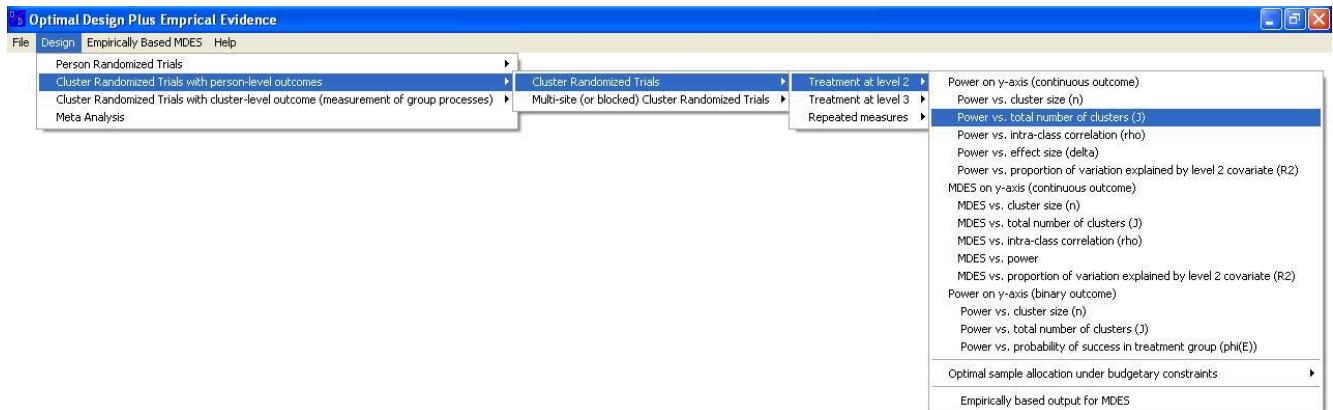 Optimal Design Plus Emprical Evidence
File Design Empirically Based MDES Help
Person Randomized Trials
Cluster Randomized Trials with person-level outcomes
Cluster Randomized Trials with cluster-level outcome (measurement of group processes)
Meta Analysis
Cluster Randomized Trials
Multi-site (or blocked) Cluster Randomized Trials
Treatment at level 2
Treatment at level 3
Repeated measures
Power on y-axis (continuous outcome)
Power vs. cluster size (n)
Power vs. total number of clusters (J)
Power vs. intra-class correlation (rho)
Power vs. effect size (delta)
Power vs. proportion of variation explained by level 2 covariate (R2)
MDES on y-axis (continuous outcome)
MDES vs. cluster size (n)
MDES vs. total number of clusters (J)
MDES vs. intra-class correlation (rho)
MDES vs. power
MDES vs. proportion of variation explained by level 2 covariate (R2)
Power on y-axis (binary outcome)
Power vs. cluster size (n)
Power vs. total number of clusters (J)
Power vs. probability of success in treatment group (phi(E))
Optimal sample allocation under budgetary constraints
Empirically based output for MDES